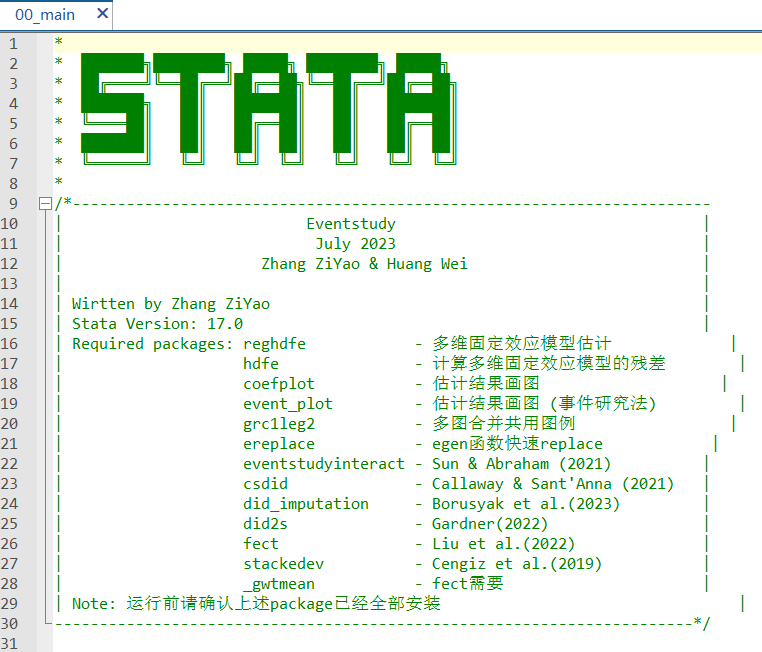 00_main ×
1 *
2 *
3 *
4 * STATA
5 *
6 *
7 *
8 *
9 /*-----------------------------------------------------------------------
10 | Eventstudy |
11 | July 2023 |
12 | Zhang ZiYao & Huang Wei |
13 | |
14 | Wirtten by Zhang ZiYao |
15 | Stata Version: 17.0 |
16 | Required packages: reghdfe - 多维固定效应模型估计 |
17 | hdfe - 计算多维固定效应模型的残差 |
18 | coefplot - 估计结果画图 |
19 | event_plot - 估计结果画图 (事件研究法) |
20 | grc1leg2 - 多图合并共用图例 |
21 | ereplace - egen函数快速replace |
22 | eventstudyinteract - Sun & Abraham (2021) |
23 | csdid - Callaway & Sant'Anna (2021) |
24 | did_imputation - Borusyak et al.(2023) |
25 | did2s - Gardner(2022) |
26 | fect - Liu et al.(2022) |
27 | stackedev - Cengiz et al.(2019) |
28 | _gwtmean - fect需要 |
29 | Note: 运行前请确认上述package已经全部安装 |
30 -----------------------------------------------------------------------*/
31